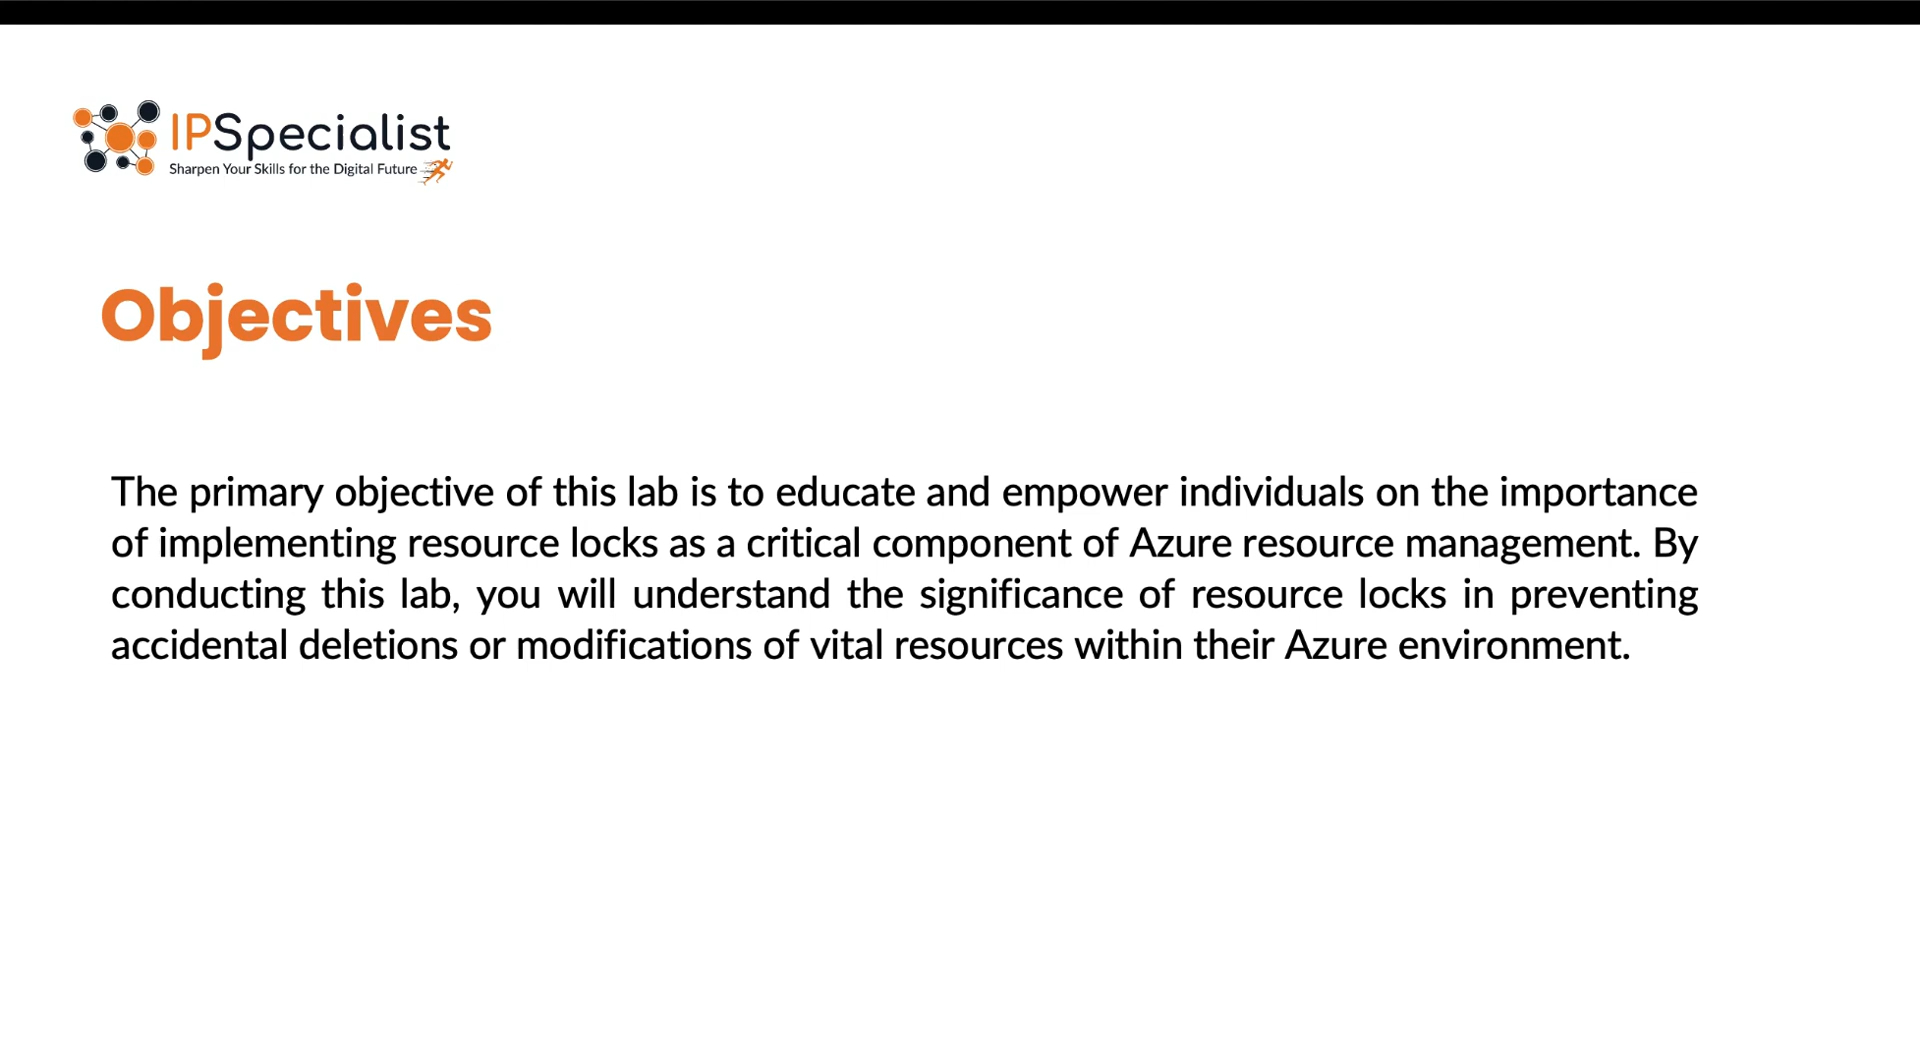 IPSpecialist
Sharpen Your Skills for the Digital Future
Objectives
The primary objective of this lab is to educate and empower individuals on the importance
of implementing resource locks as a critical component of Azure resource management. By
conducting this lab, you will understand the significance of resource locks in preventing
accidental deletions or modifications of vital resources within their Azure environment.